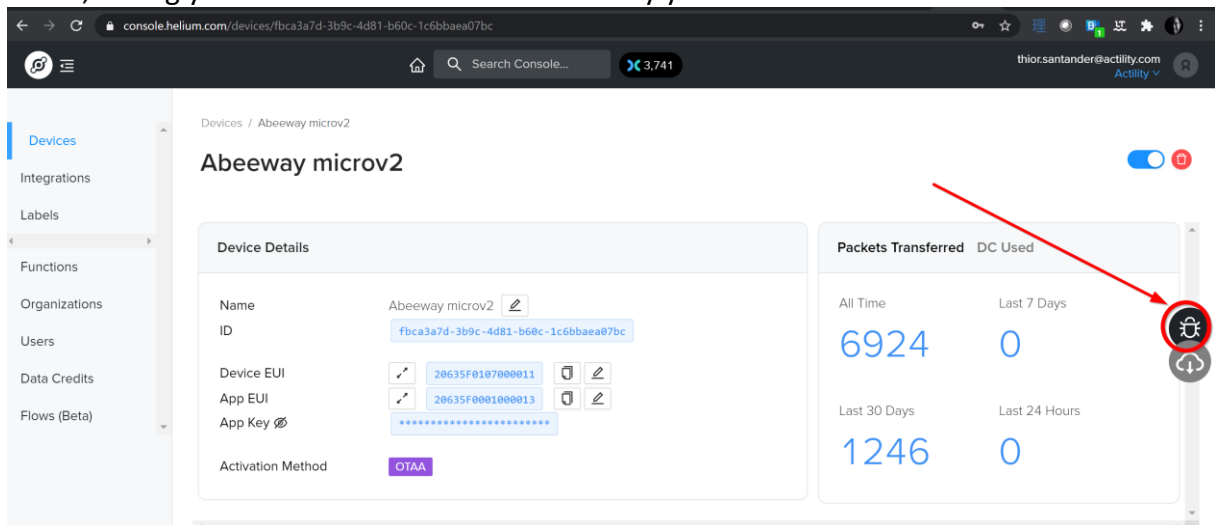 console.helium.com/devices/fbca3a7d-3b9c-4d81-b60c-1c6bbaea07bc
Search Console... 3,741 thior.santander@actility.com
Actility
Devices / Abeeway microv2
Devices
Abeeway microv2
Integrations
Labels
Device Details
Packets Transferred DC Used
Functions
Organizations
Name Abeeway microv2
All Time Last 7 Days
ID fbca3a7d-3b9c-4d81-b60c-1c6bbaea07bc
Users
6924 0
Device EUI 20635F0107000011
Data Credits
App EUI 20635F0001000013
Last 30 Days Last 24 Hours
Flows (Beta)
App Key ************************
1246 0
Activation Method OTAA